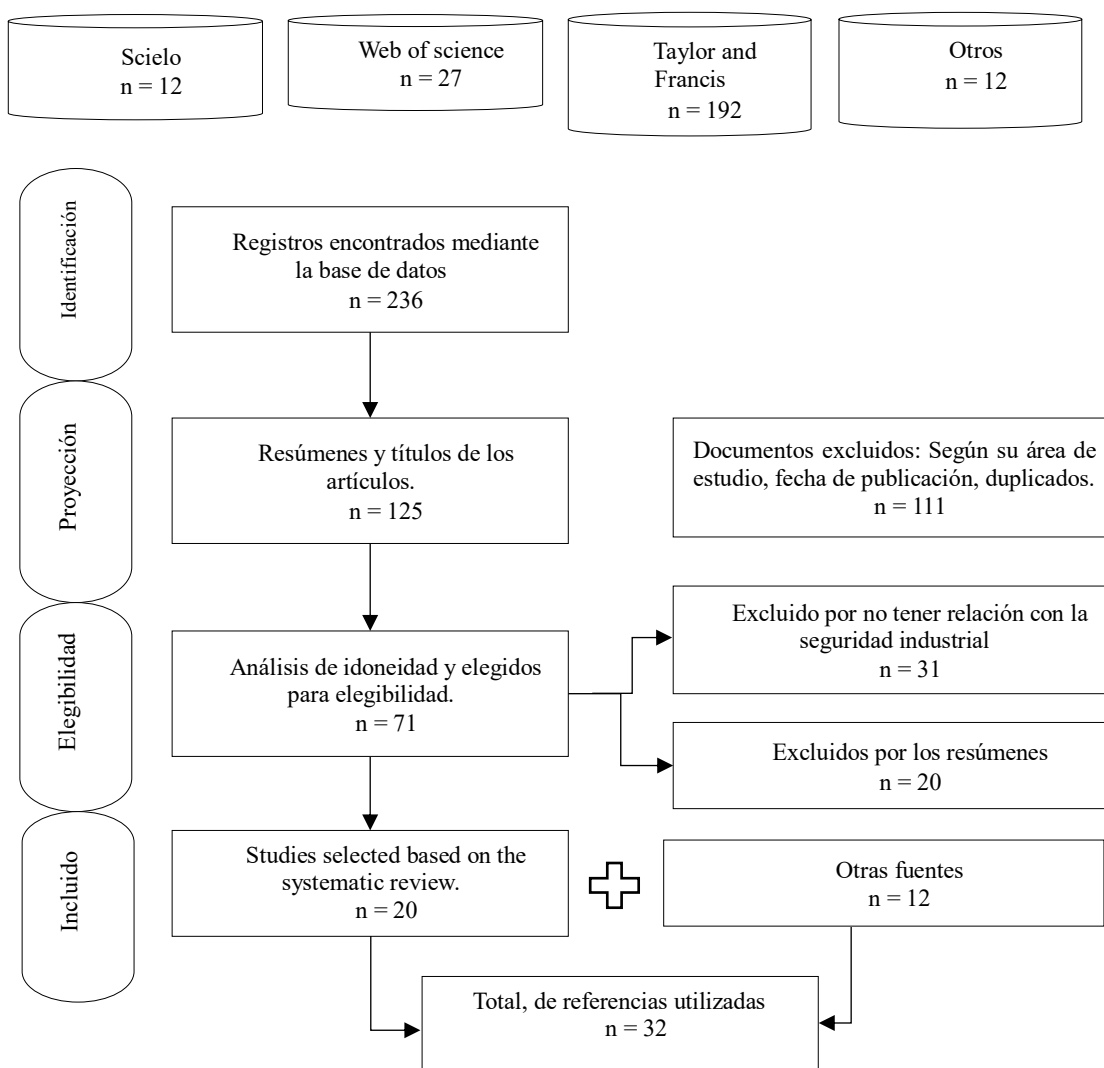 Scielo
n = 12
Web of science
n = 27
Taylor and
Francis
n = 192
Otros
n = 12
Identificación
Registros encontrados mediante
la base de datos
n = 236
Proyección
Resúmenes y títulos de los
artículos.
n = 125
Documentos excluidos: Según su área de
estudio, fecha de publicación, duplicados.
n = 111
Elegibilidad
Análisis de idoneidad y elegidos
para elegibilidad.
n = 71
Excluido por no tener relación con la
seguridad industrial
n = 31
Excluidos por los resúmenes
n = 20
Incluido
Studies selected based on the
systematic review.
n = 20
Otras fuentes
n = 12
Total, de referencias utilizadas
n = 32